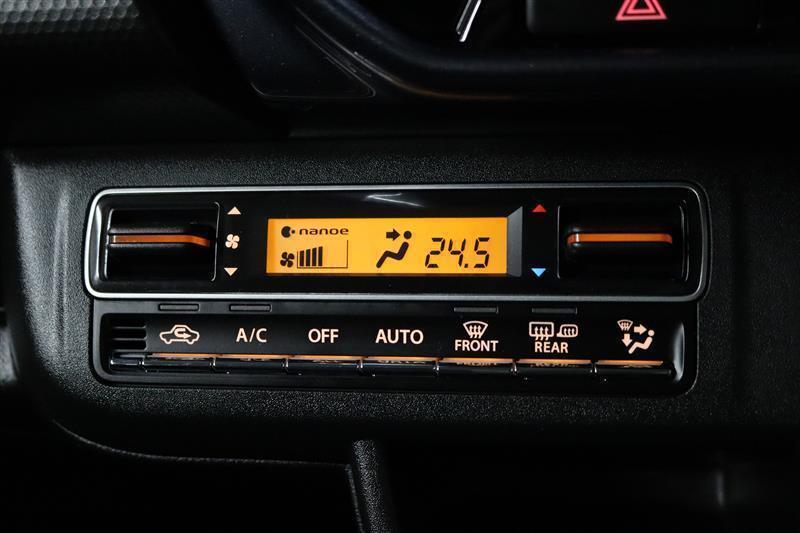 nanoe
24.5
A/C OFF AUTO FRONT REAR